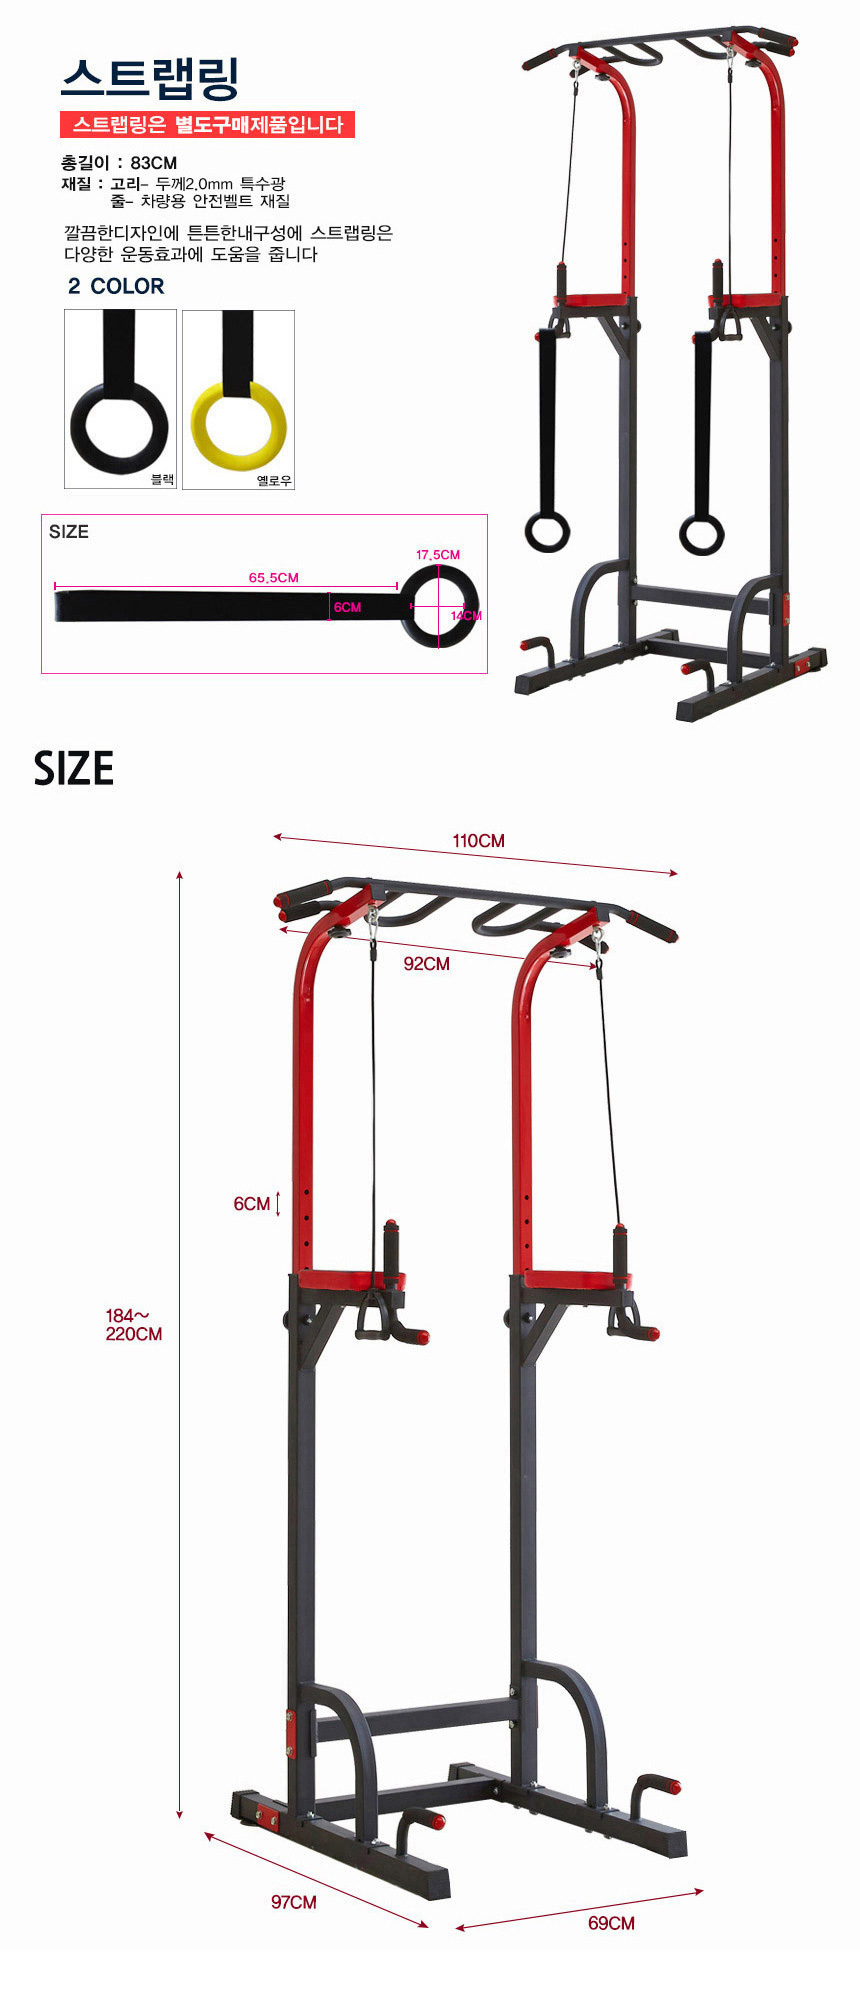 스트랩링
스트랩링은 별도구매제품입니다
총길이 : 83CM
재질 : 고리- 두께2.0mm 특수광
줄- 차량용 안전벨트 재질
깔끔한디자인에 튼튼한내구성에 스트랩링은
다양한 운동효과에 도움을 줍니다
2 COLOR
블랙
옐로우
SIZE
17.5CM
65.5CM
6CM
14CM
SIZE
110CM
92CM
6CM
184~
220CM
97CM
69CM